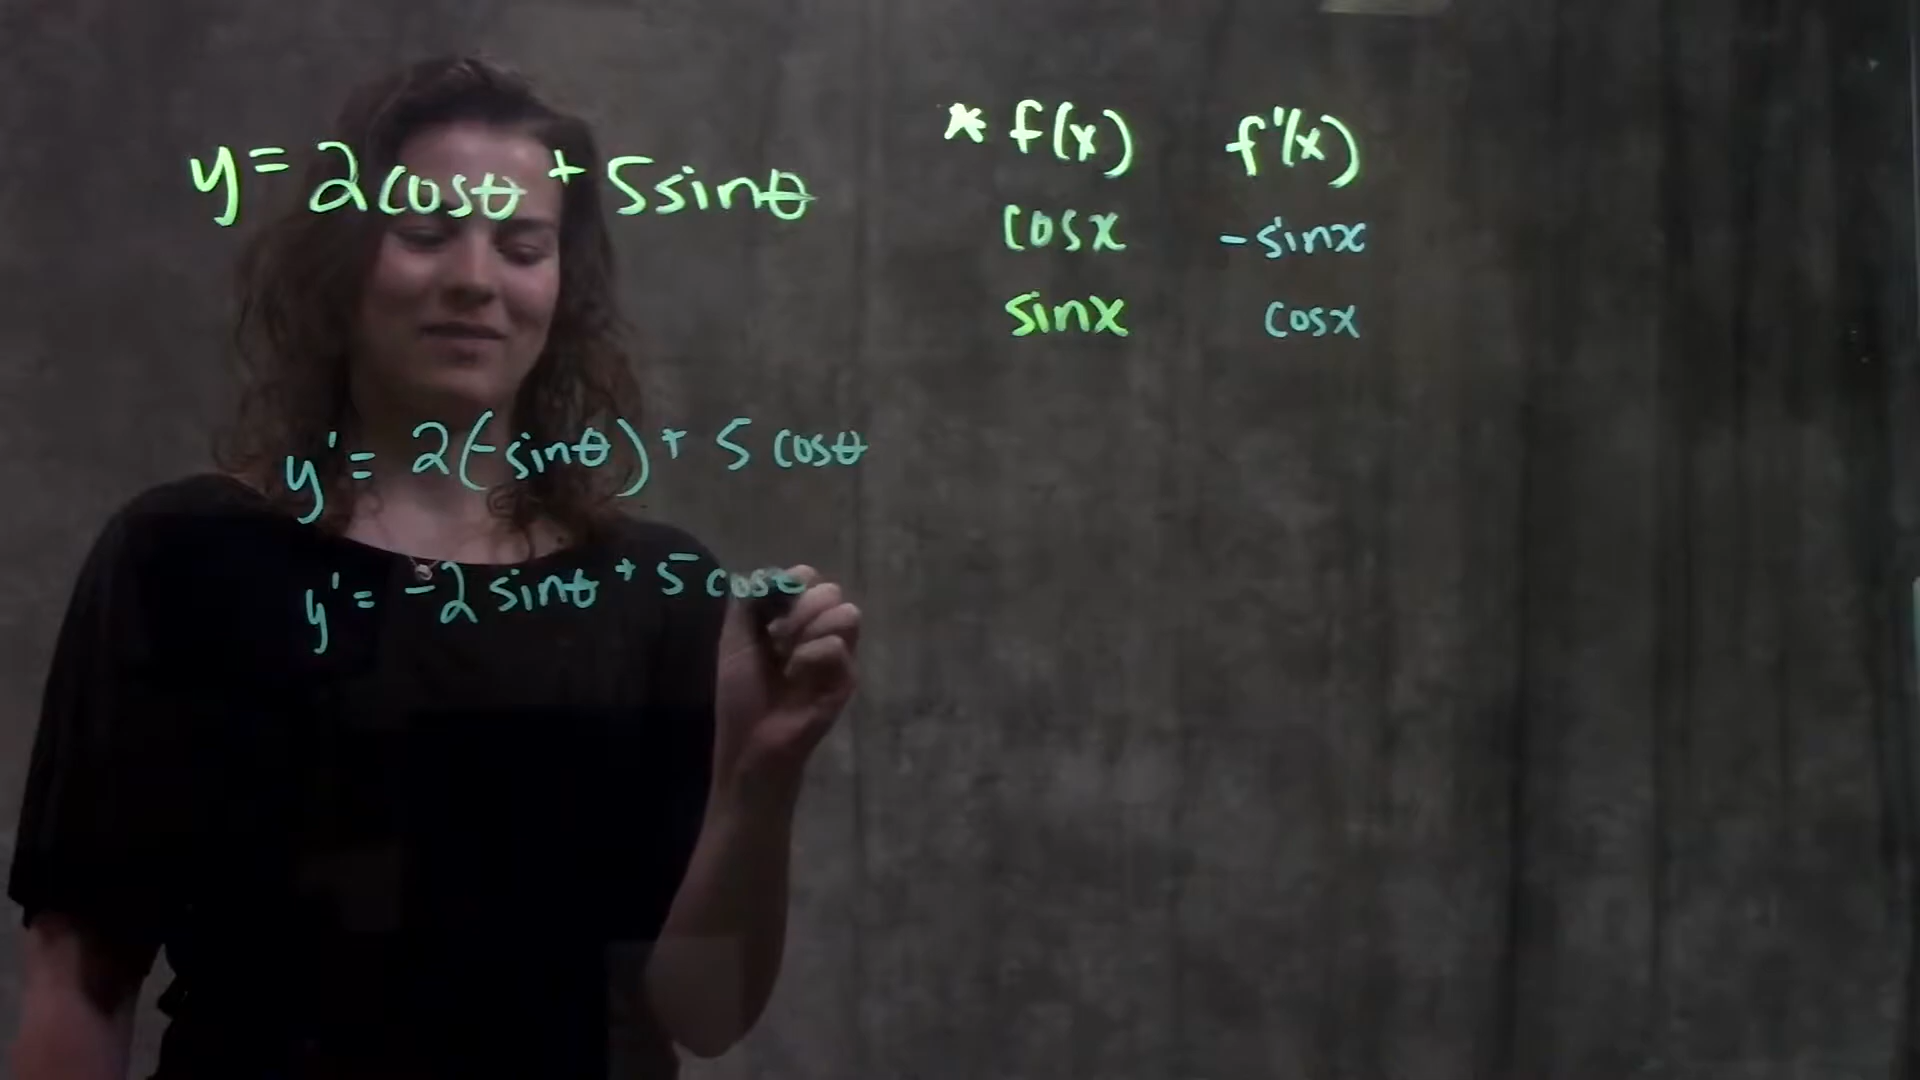 y = 2cosθ + 5sinθ
* f(x) f'(x)
cosx -sinx
sinx cosx
y' = 2(-sinθ) + 5 cosθ
y' = -2 sinθ + 5 cosθ